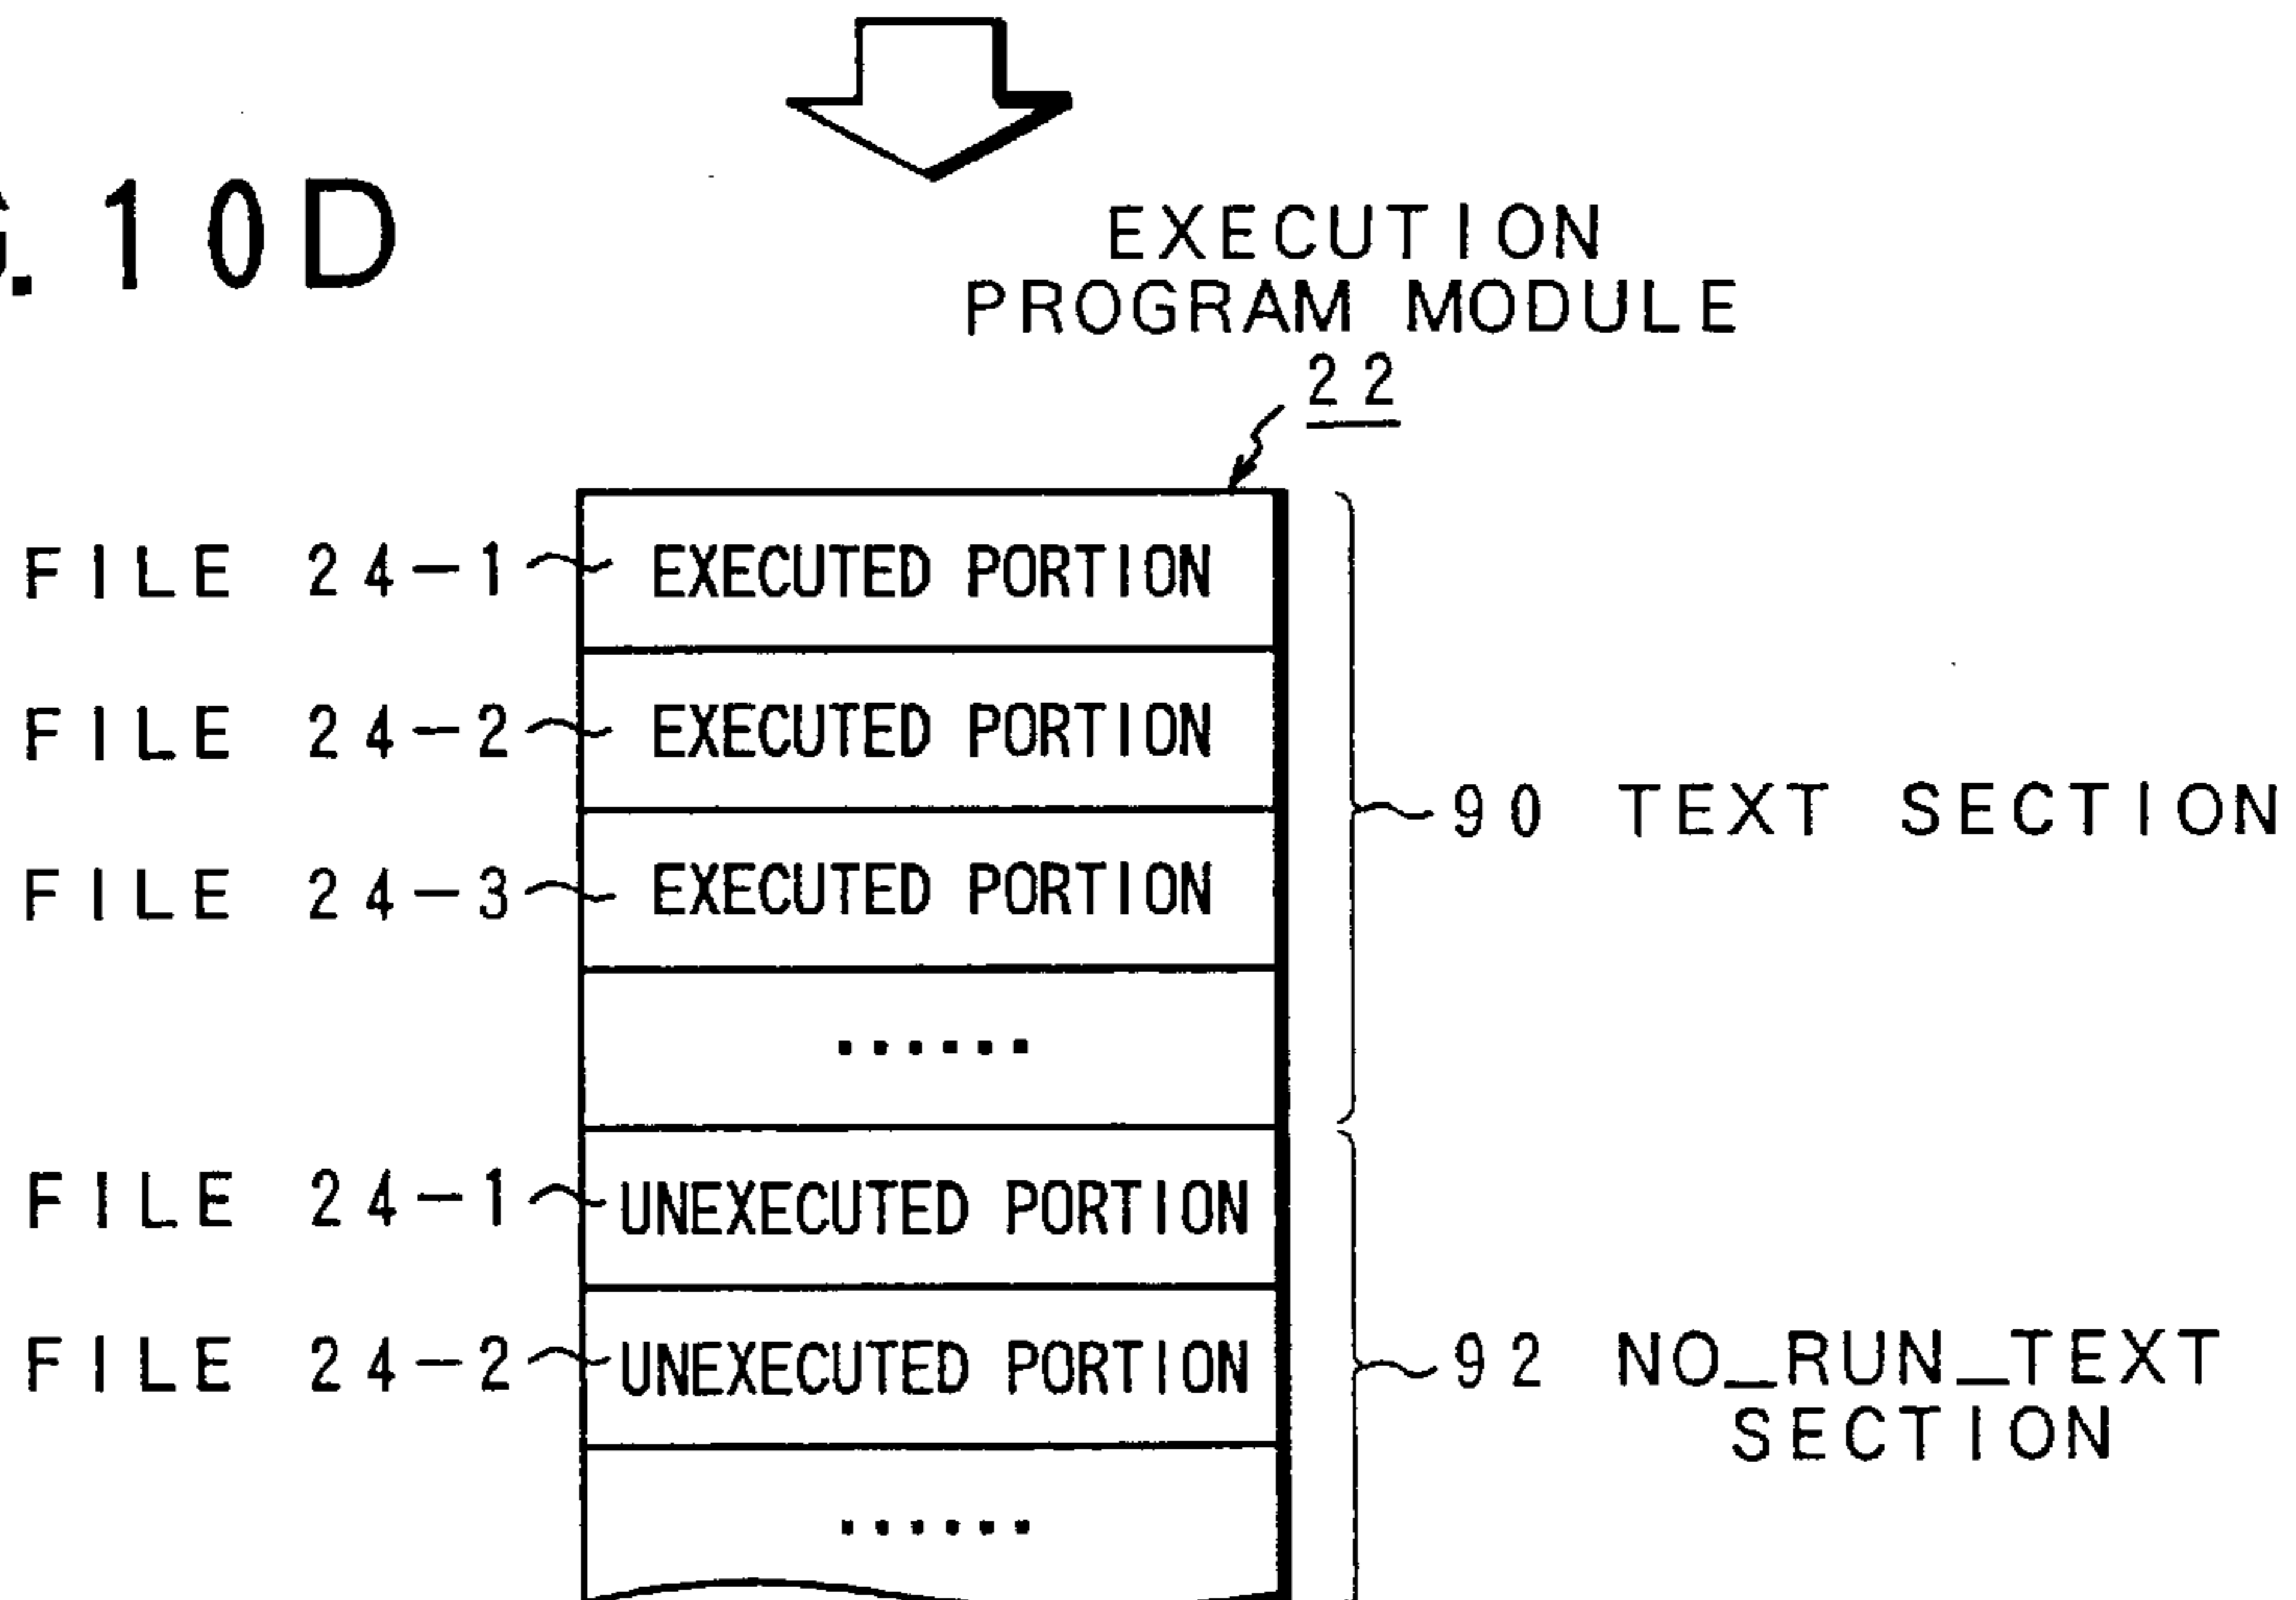 G. 10D
EXECUTION
PROGRAM MODULE
22
FILE 24-1 EXECUTED PORTION
FILE 24-2 EXECUTED PORTION
90 TEXT SECTION
FILE 24-3 EXECUTED PORTION
......
FILE 24-1 UNEXECUTED PORTION
FILE 24-2 UNEXECUTED PORTION
92 NO_RUN_TEXT
SECTION
......